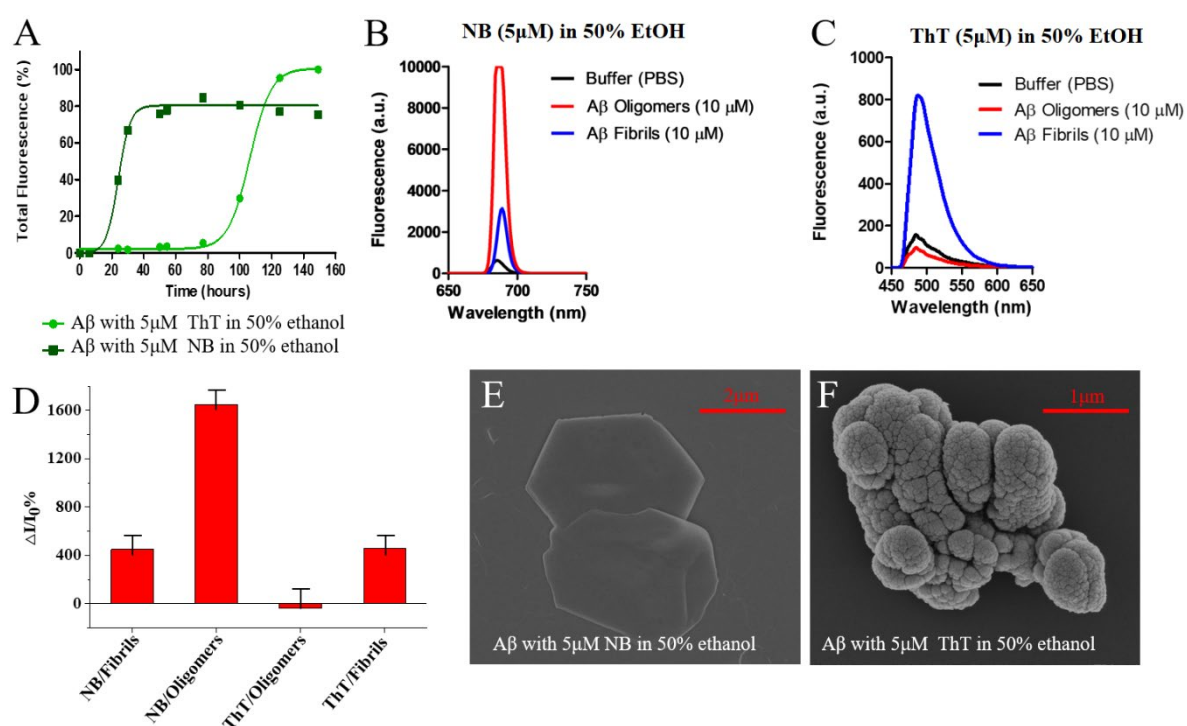 A
Total Fluorescence (%)
100
80
60
40
20
0
0 20 40 60 80 100 120 140 160
Time (hours)
Aβ with 5μM ThT in 50% ethanol
Aβ with 5μM NB in 50% ethanol
B
NB (5μM) in 50% EtOH
Fluorescence (a.u.)
10000
8000
6000
4000
2000
0
650 700 750
Wavelength (nm)
Buffer (PBS)
Aβ Oligomers (10 μM)
Aβ Fibrils (10 μM)
C
ThT (5μM) in 50% EtOH
Fluorescence (a.u.)
1000
800
600
400
200
0
450 500 550 600 650
Wavelength (nm)
Buffer (PBS)
Aβ Oligomers (10 μM)
Aβ Fibrils (10 μM)
D
ΔI/I₀%
1600
1200
800
400
0
NB/Fibrils
NB/Oligomers
ThT/Oligomers
ThT/Fibrils
E
2μm
Aβ with 5μM NB in 50% ethanol
F
1μm
Aβ with 5μM ThT in 50% ethanol